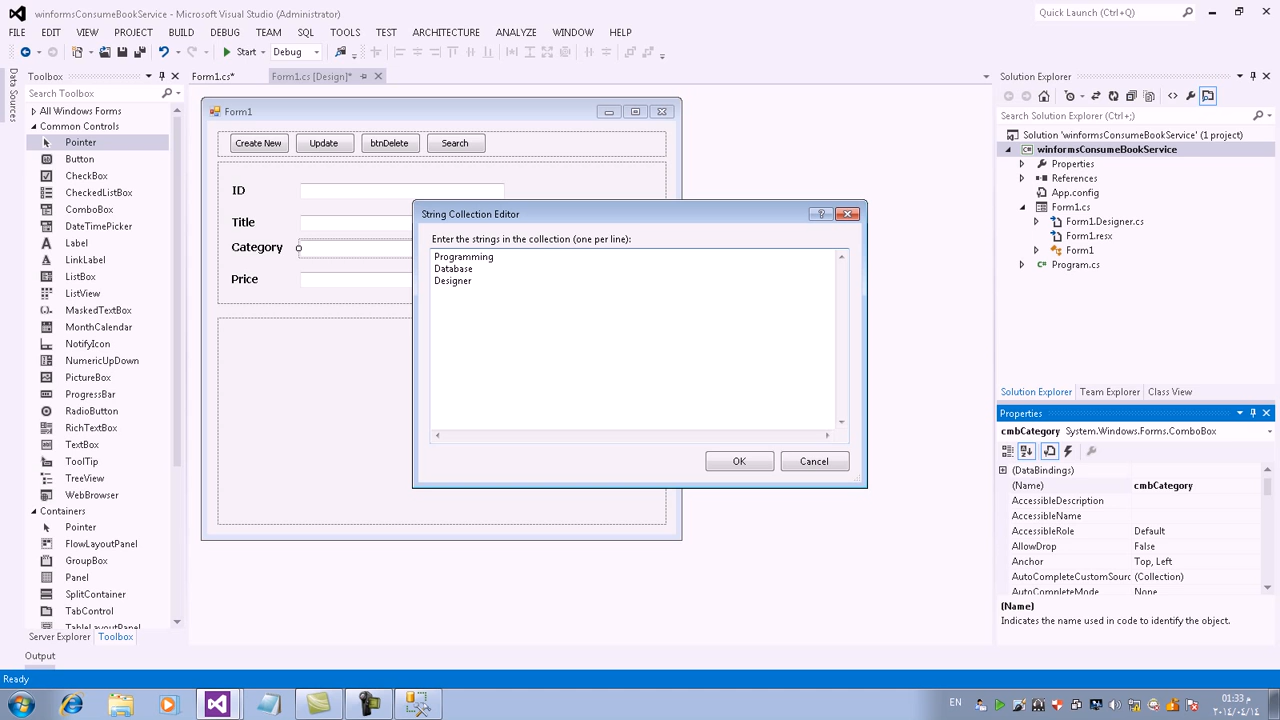 winformsConsumeBookService - Microsoft Visual Studio (Administrator)
Quick Launch (Ctrl+Q)
FILE EDIT VIEW PROJECT BUILD DEBUG TEAM SQL TOOLS TEST ARCHITECTURE ANALYZE WINDOW HELP
Start Debug
Data Sources
Toolbox
Search Toolbox
All Windows Forms
Common Controls
Pointer
Button
CheckBox
CheckedListBox
ComboBox
DateTimePicker
Label
LinkLabel
ListBox
ListView
MaskedTextBox
MonthCalendar
NotifyIcon
NumericUpDown
PictureBox
ProgressBar
RadioButton
RichTextBox
TextBox
ToolTip
TreeView
WebBrowser
Containers
Pointer
FlowLayoutPanel
GroupBox
Panel
SplitContainer
TabControl
TableLayoutPanel
Server Explorer Toolbox
Form1.cs* Form1.cs [Design]*
Form1
Create New Update btnDelete Search
ID
Title
Category
Price
String Collection Editor
Enter the strings in the collection (one per line):
Programming
Database
Designer
OK Cancel
Solution Explorer
Search Solution Explorer (Ctrl+;)
Solution 'winformsConsumeBookService' (1 project)
winformsConsumeBookService
Properties
References
App.config
Form1.cs
Form1.Designer.cs
Form1.resx
Form1
Program.cs
Solution Explorer Team Explorer Class View
Properties
cmbCategory System.Windows.Forms.ComboBox
(DataBindings)
(Name) cmbCategory
AccessibleDescription
AccessibleName
AccessibleRole Default
AllowDrop False
Anchor Top, Left
AutoCompleteCustomSourc (Collection)
AutoCompleteMode None
(Name)
Indicates the name used in code to identify the object.
Output
Ready
EN
01:33 م
٢٠١٤/٠٤/١٤